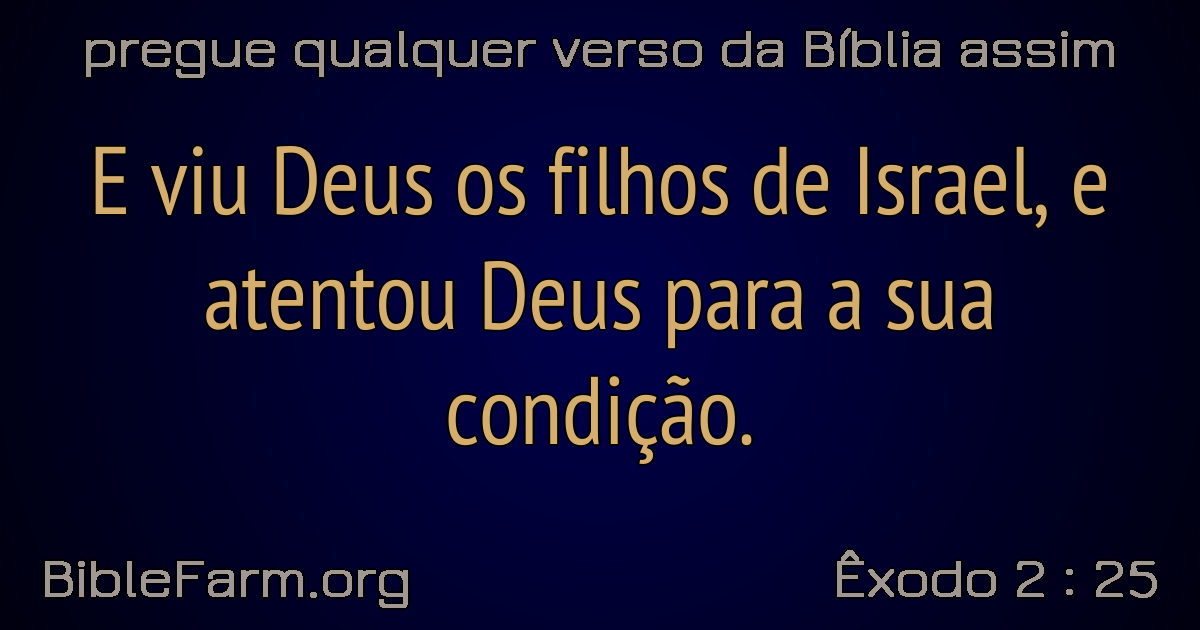 pregue qualquer verso da Bíblia assim
E viu Deus os filhos de Israel, e
atentou Deus para a sua
condição.
BibleFarm.org
Êxodo 2 : 25